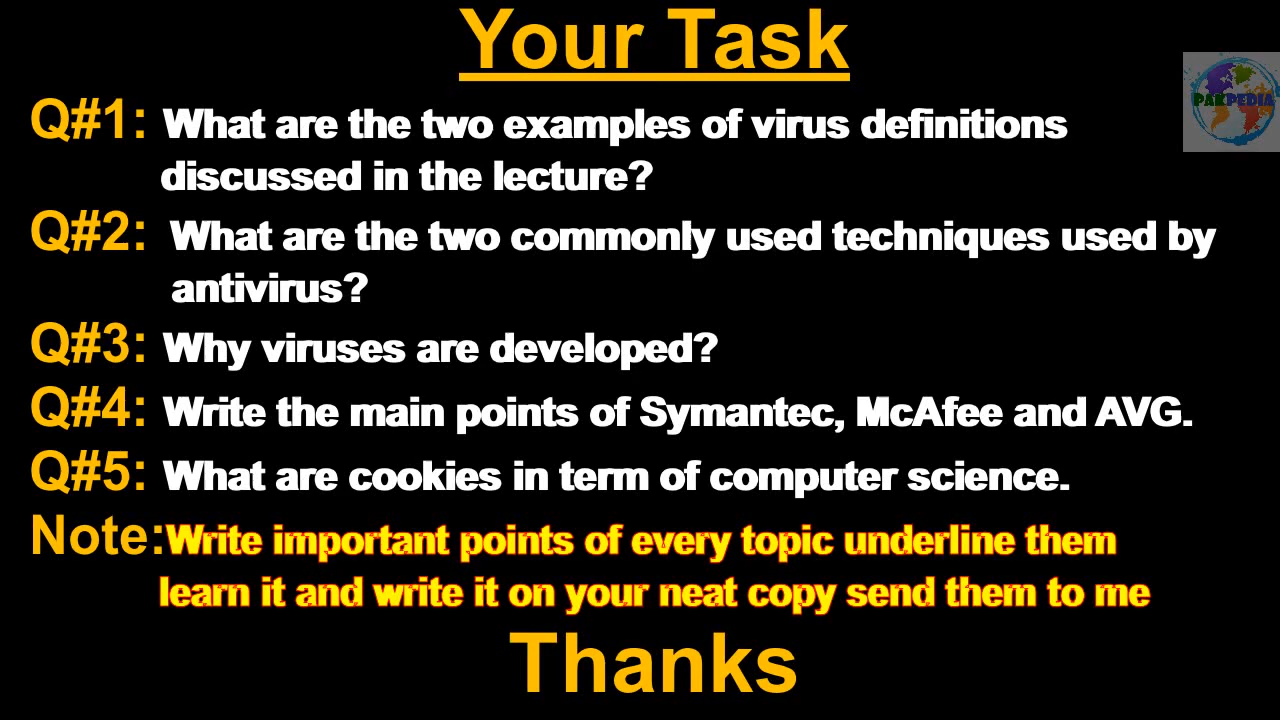 Your Task
PAKPEDIA
Q#1: What are the two examples of virus definitions
discussed in the lecture?
Q#2: What are the two commonly used techniques used by
antivirus?
Q#3: Why viruses are developed?
Q#4: Write the main points of Symantec, McAfee and AVG.
Q#5: What are cookies in term of computer science.
Note:Write important points of every topic underline them
learn it and write it on your neat copy send them to me
Thanks